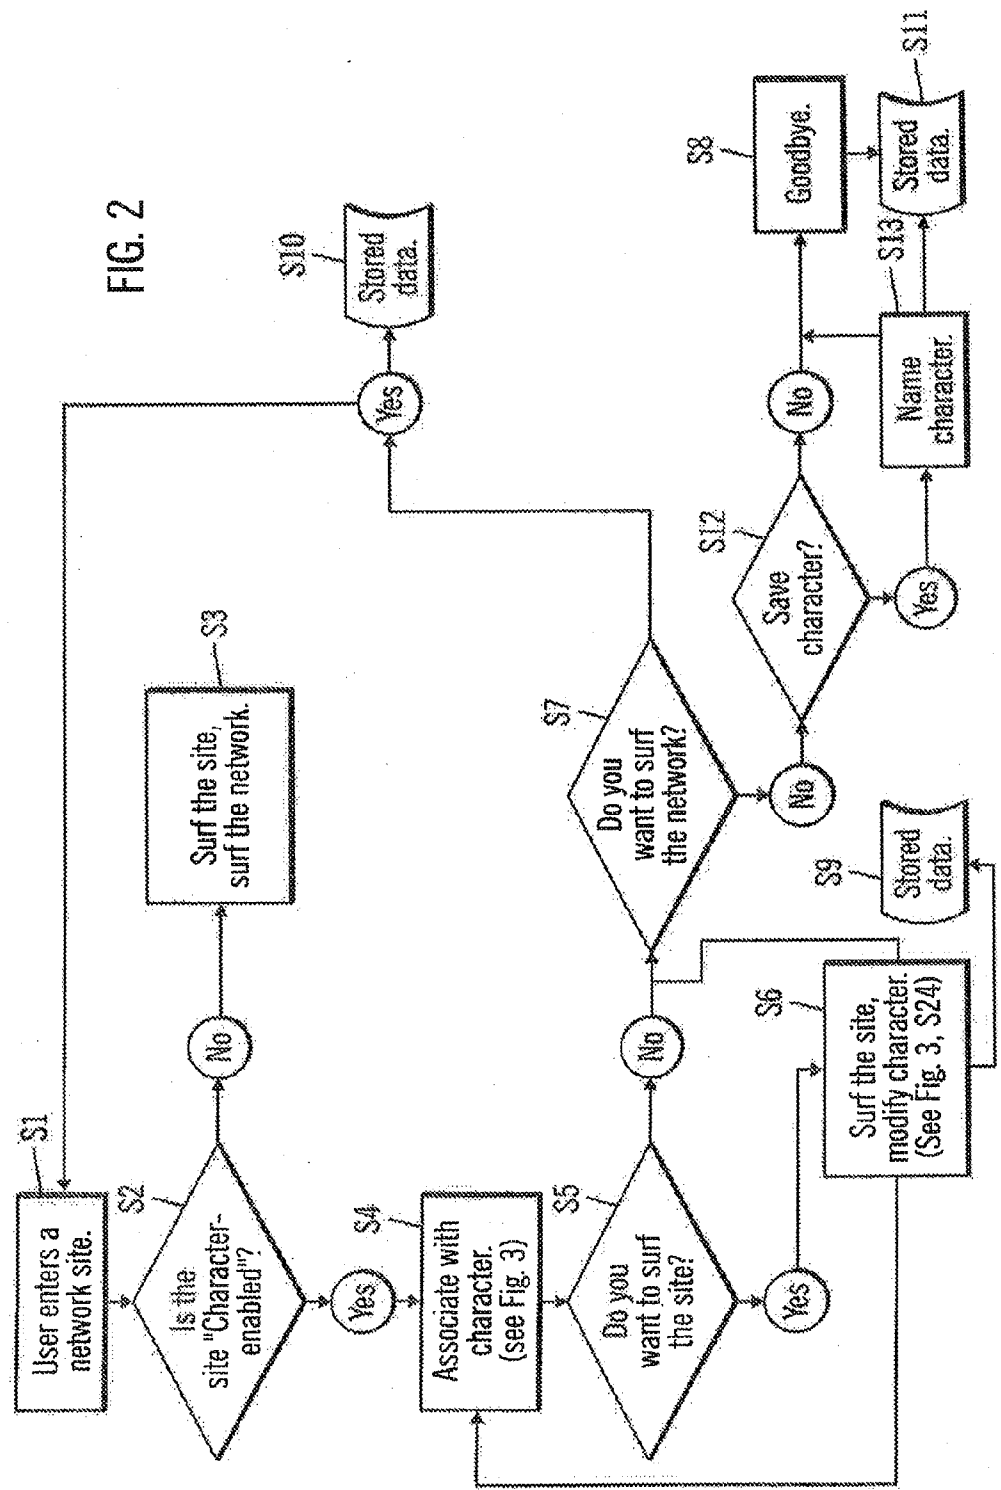 FIG. 2
S1
User enters a
network site.
S2
Is the
site "Character-
enabled"?
No
S3
Surf the site,
surf the network.
Yes
S4
Associate with
character.
(see Fig. 3)
S5
Do you
want to surf
the site?
No
Yes
S6
Surf the site,
modify character.
(See Fig. 3, S24)
S9
Stored
data.
S7
Do you
want to surf
the network?
Yes
S10
Stored
data.
No
S12
Save
character?
No
S8
Goodbye.
Yes
Name
character.
S13
Stored
data.
S11